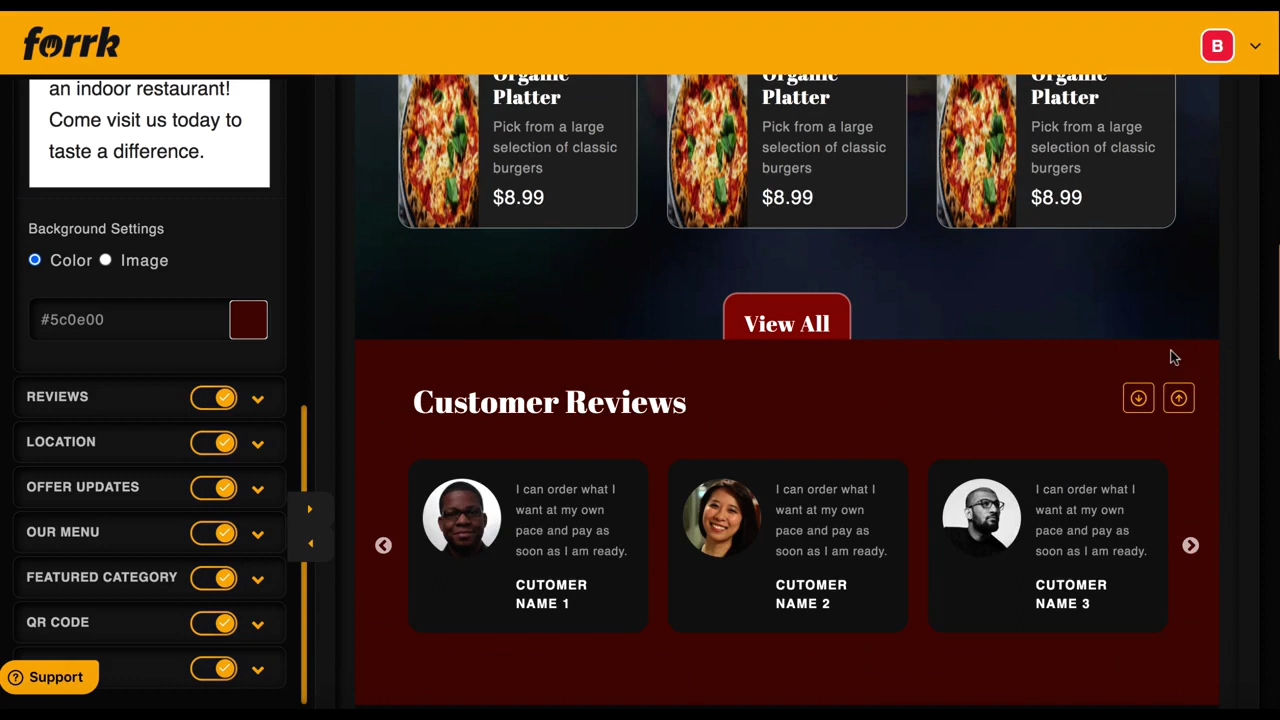 forrk
B
an indoor restaurant!
Come visit us today to
taste a difference.
Background Settings
Color
Image
#5c0e00
REVIEWS
LOCATION
OFFER UPDATES
OUR MENU
FEATURED CATEGORY
QR CODE
Support
Organic
Platter
Pick from a large
selection of classic
burgers
$8.99
Organic
Platter
Pick from a large
selection of classic
burgers
$8.99
Organic
Platter
Pick from a large
selection of classic
burgers
$8.99
View All
Customer Reviews
I can order what I
want at my own
pace and pay as
soon as I am ready.
CUTOMER
NAME 1
I can order what I
want at my own
pace and pay as
soon as I am ready.
CUTOMER
NAME 2
I can order what I
want at my own
pace and pay as
soon as I am ready.
CUTOMER
NAME 3